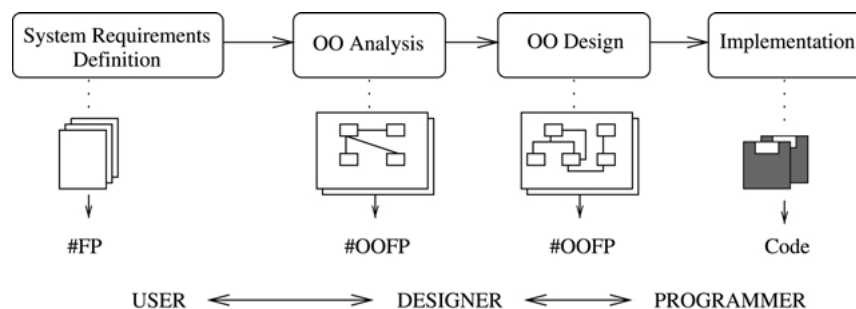 System Requirements
Definition
OO Analysis
OO Design
Implementation
#FP
#OOFP
#OOFP
Code
USER
DESIGNER
PROGRAMMER